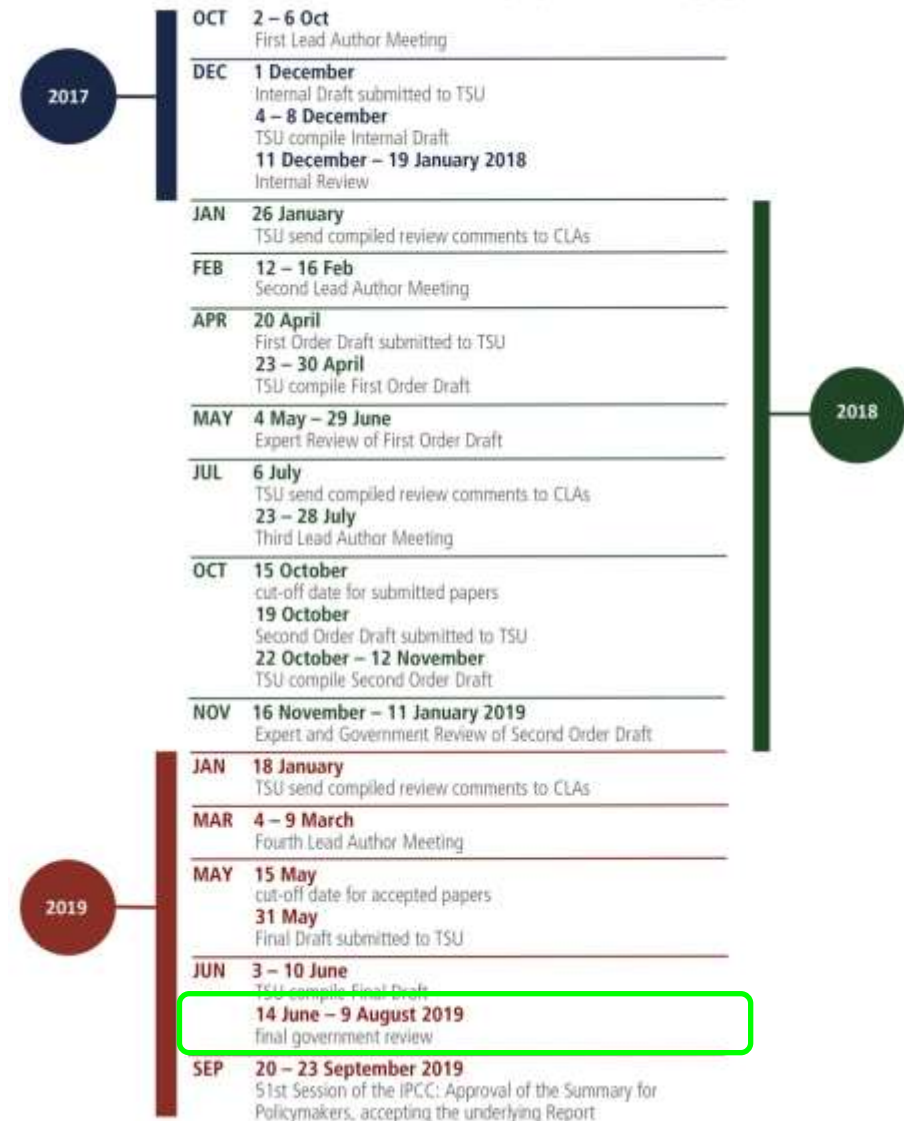 2017
OCT 2 – 6 Oct
First Lead Author Meeting
DEC 1 December
Internal Draft submitted to TSU
4 – 8 December
TSU compile Internal Draft
11 December – 19 January 2018
Internal Review
2018
JAN 26 January
TSU send compiled review comments to CLAs
FEB 12 – 16 Feb
Second Lead Author Meeting
APR 20 April
First Order Draft submitted to TSU
23 – 30 April
TSU compile First Order Draft
MAY 4 May – 29 June
Expert Review of First Order Draft
JUL 6 July
TSU send compiled review comments to CLAs
23 – 28 July
Third Lead Author Meeting
OCT 15 October
cut-off date for submitted papers
19 October
Second Order Draft submitted to TSU
22 October – 12 November
TSU compile Second Order Draft
NOV 16 November – 11 January 2019
Expert and Government Review of Second Order Draft
2019
JAN 18 January
TSU send compiled review comments to CLAs
MAR 4 – 9 March
Fourth Lead Author Meeting
MAY 15 May
cut-off date for accepted papers
31 May
Final Draft submitted to TSU
JUN 3 – 10 June
TSU compile Final Draft
14 June – 9 August 2019
final government review
SEP 20 – 23 September 2019
51st Session of the IPCC: Approval of the Summary for
Policymakers, accepting the underlying Report